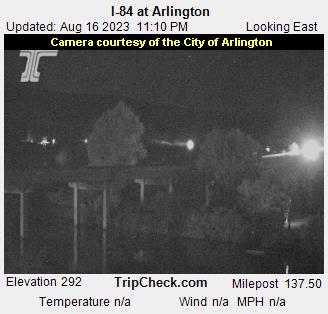 I-84 at Arlington
Updated: Aug 16 2023 11:10 PM Looking East
Camera courtesy of the City of Arlington
Elevation 292 TripCheck.com Milepost 137.50
Temperature n/a Wind n/a MPH n/a